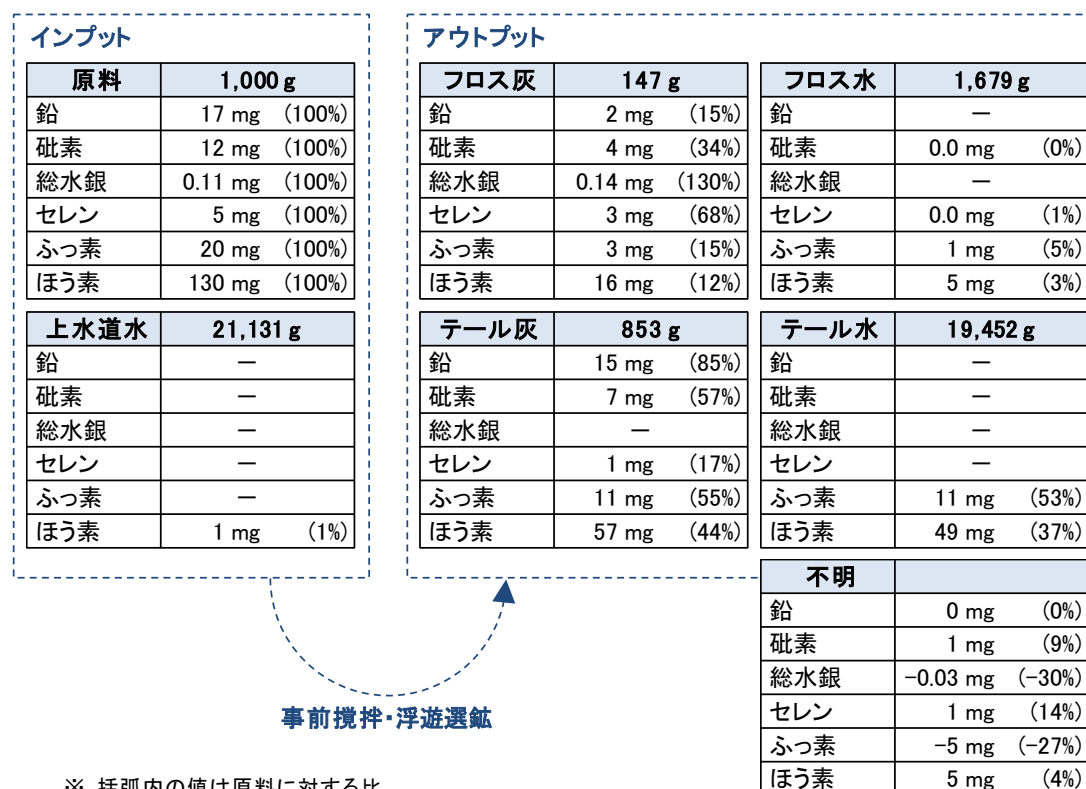 インプット
原料 1,000 g
鉛 17 mg (100%)
砒素 12 mg (100%)
総水銀 0.11 mg (100%)
セレン 5 mg (100%)
ふっ素 20 mg (100%)
ほう素 130 mg (100%)
上水道水 21,131 g
鉛 －
砒素 －
総水銀 －
セレン －
ふっ素 －
ほう素 1 mg (1%)
アウトプット
フロス灰 147 g
鉛 2 mg (15%)
砒素 4 mg (34%)
総水銀 0.14 mg (130%)
セレン 3 mg (68%)
ふっ素 3 mg (15%)
ほう素 16 mg (12%)
フロス水 1,679 g
鉛 －
砒素 0.0 mg (0%)
総水銀 －
セレン 0.0 mg (1%)
ふっ素 1 mg (5%)
ほう素 5 mg (3%)
テール灰 853 g
鉛 15 mg (85%)
砒素 7 mg (57%)
総水銀 －
セレン 1 mg (17%)
ふっ素 11 mg (55%)
ほう素 57 mg (44%)
テール水 19,452 g
鉛 －
砒素 －
総水銀 －
セレン －
ふっ素 11 mg (53%)
ほう素 49 mg (37%)
不明
鉛 0 mg (0%)
砒素 1 mg (9%)
総水銀 -0.03 mg (-30%)
セレン 1 mg (14%)
ふっ素 -5 mg (-27%)
ほう素 5 mg (4%)
事前撹拌・浮遊選鉱
※ 括弧内の値は原料に対する比